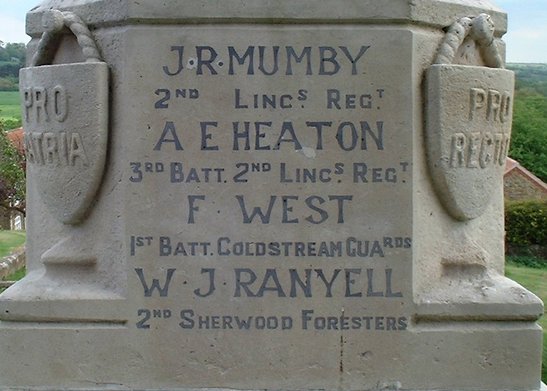 J. R. MUMBY
2ND LINCS. REGT
A E HEATON
3RD BATT. 2ND LINCS. REGT.
F. WEST
1ST BATT. COLDSTREAM GUARDS
W. J. RANYELL
2ND SHERWOOD FORESTERS
PRO
PATRIA
PRO
RECTO